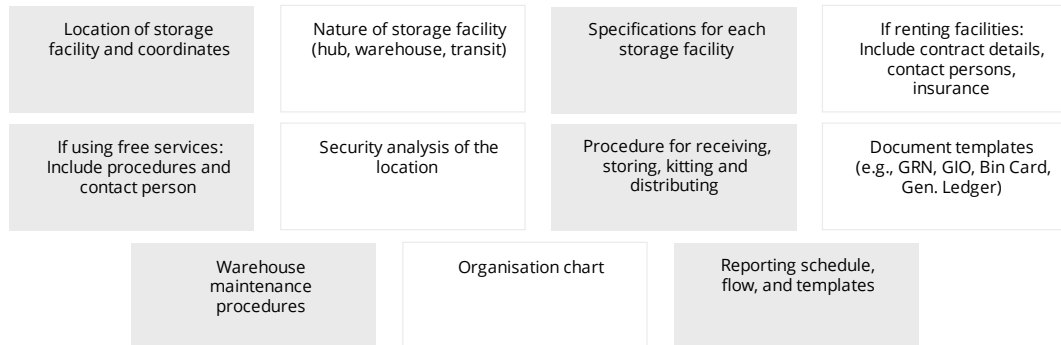 Location of storage
facility and coordinates
Nature of storage facility
(hub, warehouse, transit)
Specifications for each
storage facility
If renting facilities:
Include contract details,
contact persons,
insurance
If using free services:
Include procedures and
contact person
Security analysis of the
location
Procedure for receiving,
storing, kitting and
distributing
Document templates
(e.g., GRN, GIO, Bin Card,
Gen. Ledger)
Warehouse
maintenance
procedures
Organisation chart
Reporting schedule,
flow, and templates